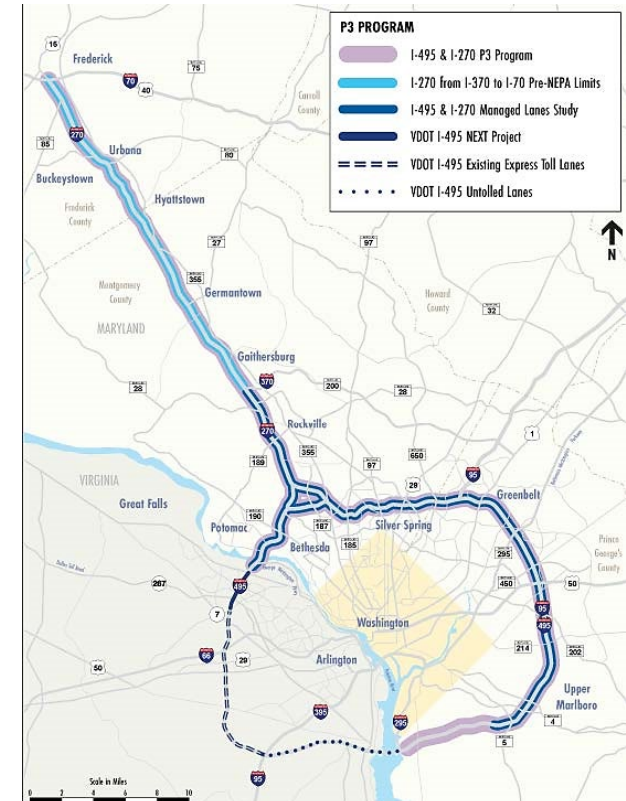 P3 PROGRAM
I-495 & I-270 P3 Program
I-270 from I-370 to I-70 Pre-NEPA Limits
I-495 & I-270 Managed Lanes Study
VDOT I-495 NEXT Project
VDOT I-495 Existing Express Toll Lanes
VDOT I-495 Untolled Lanes
N
15
Frederick
70
40
75
Carroll
County
270
85
Urbana
80
Buckeystown
Frederick
County
Hyattstown
27
97
355
Montgomery
County
Germantown
Howard
County
32
MARYLAND
Gaithersburg
370
28
200
28
270
Rockville
1
189
355
97
650
95
29
VIRGINIA
Great Falls
190
Greenbelt
Potomac
187
Silver Spring
185
Bethesda
295
Prince
George's
County
267
495
450
50
7
95
495
Washington
66
29
214
202
50
Arlington
395
295
Upper
Marlboro
4
5
95
Scale in Miles
0 2 4 6 8 10